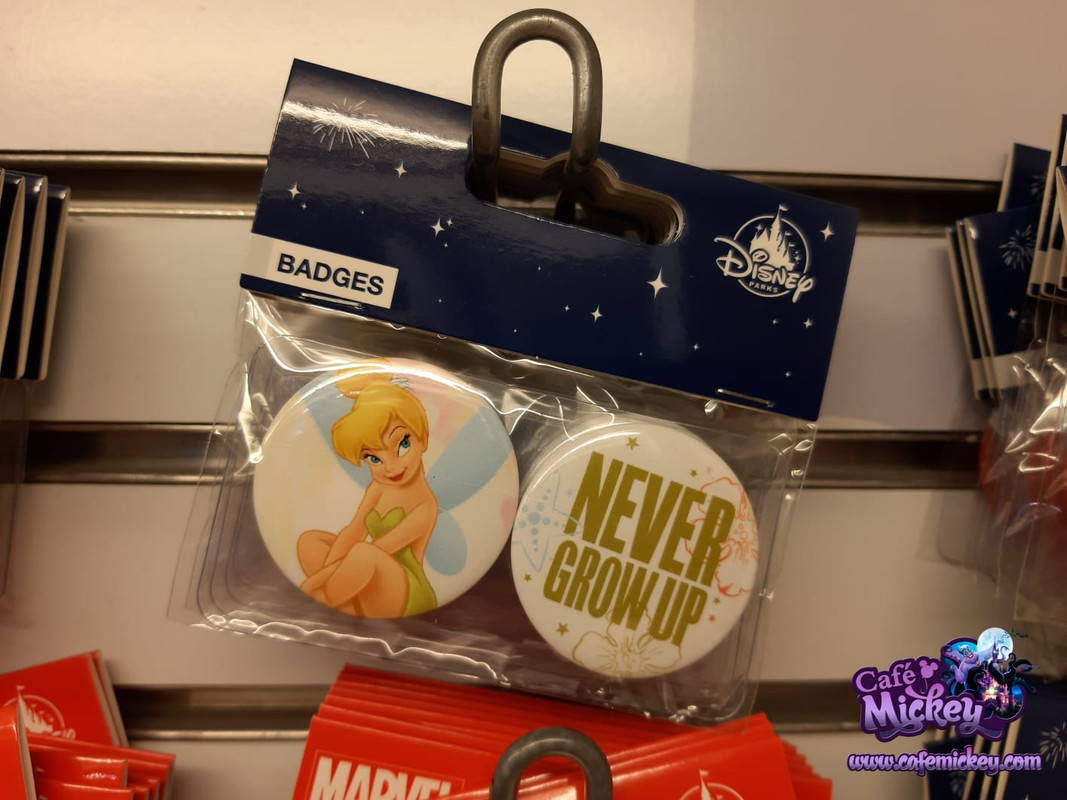 BADGES
Disney
PARKS
NEVER
GROW UP
MARVEL
Café
Mickey
www.cafemickey.com